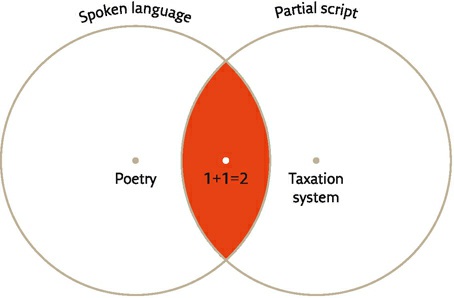 Spoken language
Partial script
Poetry
1+1=2
Taxation
system